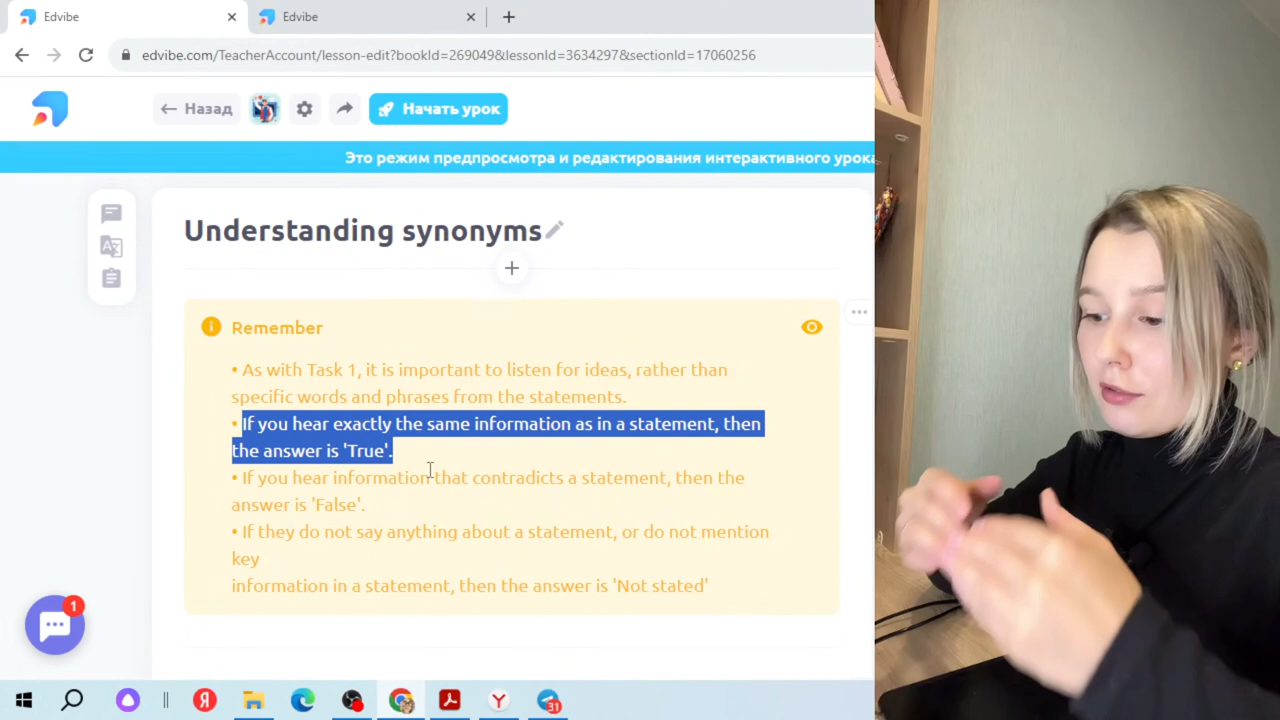 Edvibe
Edvibe
edvibe.com/TeacherAccount/lesson-edit?bookId=269049&lessonId=3634297&sectionId=17060256
Назад
Начать урок
Это режим предпросмотра и редактирования интерактивного урока
Understanding synonyms
Remember
• As with Task 1, it is important to listen for ideas, rather than
specific words and phrases from the statements.
• If you hear exactly the same information as in a statement, then
the answer is 'True'.
• If you hear information that contradicts a statement, then the
answer is 'False'.
• If they do not say anything about a statement, or do not mention
key
information in a statement, then the answer is 'Not stated'
1
31